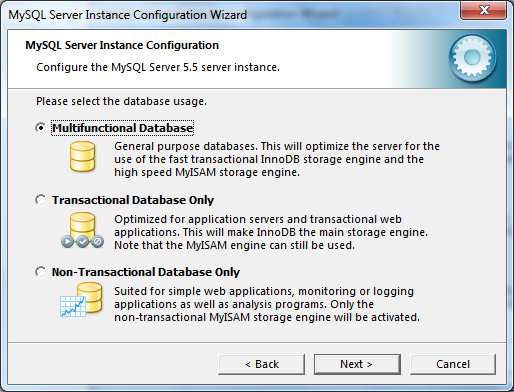 MySQL Server Instance Configuration Wizard
MySQL Server Instance Configuration
Configure the MySQL Server 5.5 server instance.
Please select the database usage.
Multifunctional Database
General purpose databases. This will optimize the server for the
use of the fast transactional InnoDB storage engine and the
high speed MyISAM storage engine.
Transactional Database Only
Optimized for application servers and transactional web
applications. This will make InnoDB the main storage engine.
Note that the MyISAM engine can still be used.
Non-Transactional Database Only
Suited for simple web applications, monitoring or logging
applications as well as analysis programs. Only the
non-transactional MyISAM storage engine will be activated.
< Back
Next >
Cancel